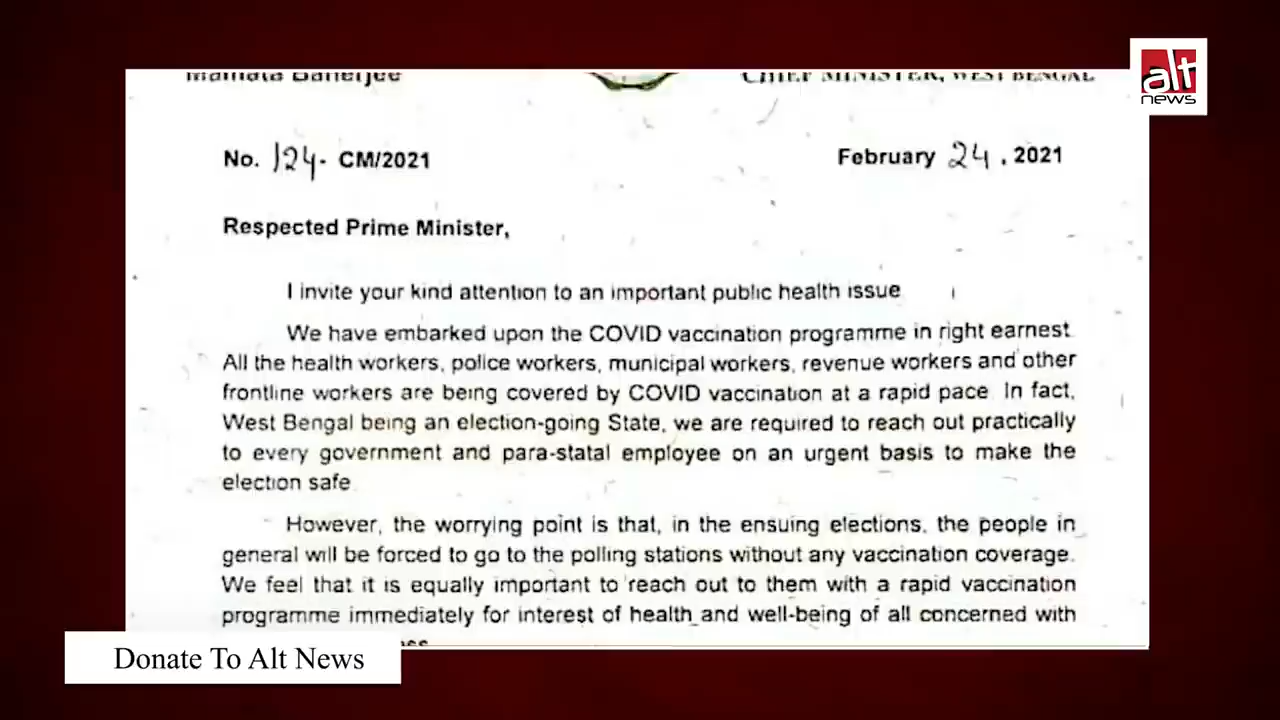 Mamata Banerjee
CHIEF MINISTER, WEST BENGAL
alt
news
No. 124- CM/2021
February 24, 2021
Respected Prime Minister,
I invite your kind attention to an important public health issue
We have embarked upon the COVID vaccination programme in right earnest.
All the health workers, police workers, municipal workers, revenue workers and other
frontline workers are being covered by COVID vaccination at a rapid pace. In fact,
West Bengal being an election-going State, we are required to reach out practically
to every government and para-statal employee on an urgent basis to make the
election safe
However, the worrying point is that, in the ensuing elections, the people in
general will be forced to go to the polling stations without any vaccination coverage.
We feel that it is equally important to reach out to them with a rapid vaccination
programme immediately for interest of health and well-being of all concerned with
Donate To Alt News